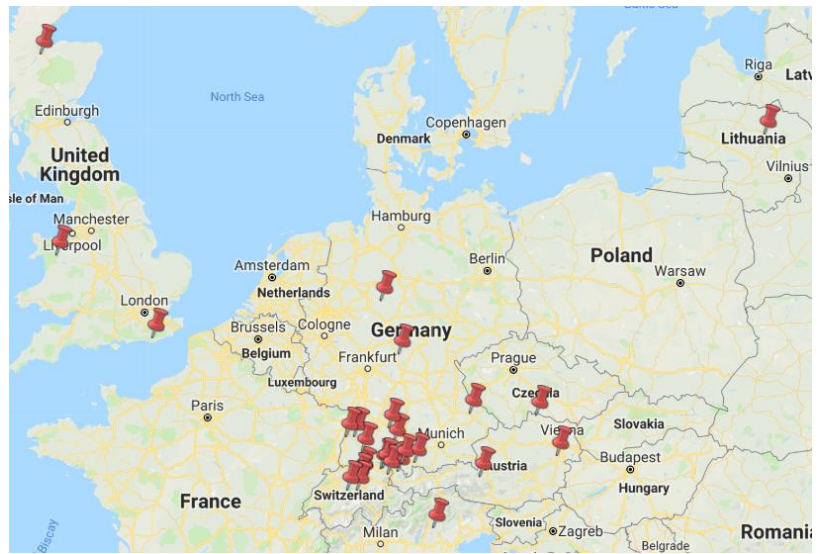 Baltic Sea
Riga
Latv
North Sea
Edinburgh
Copenhagen
Denmark
Lithuania
United
Kingdom
Vilnius
sle of Man
Manchester
Liverpool
Hamburg
Berlin
Poland
Amsterdam
Netherlands
Warsaw
London
Brussels
Cologne
Germany
Belgium
Frankfurt
Prague
Luxembourg
Czechia
Paris
Slovakia
Munich
Vienna
Austria
Budapest
Switzerland
Hungary
France
Slovenia
Zagreb
Milan
Romania
Belgrade
Biscay